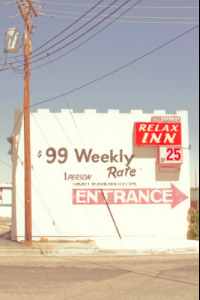 RELAX
INN
$99 Weekly
Rate
1 PERSON
25
ENTRANCE